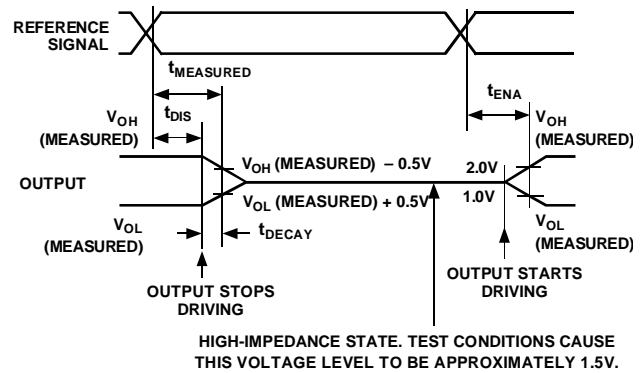 REFERENCE
SIGNAL
tMEASURED
tDIS
tENA
VOH
(MEASURED)
VOH
(MEASURED)
VOH (MEASURED) – 0.5V
2.0V
OUTPUT
VOL (MEASURED) + 0.5V
1.0V
VOL
(MEASURED)
VOL
(MEASURED)
tDECAY
OUTPUT STOPS
DRIVING
OUTPUT STARTS
DRIVING
HIGH-IMPEDANCE STATE. TEST CONDITIONS CAUSE
THIS VOLTAGE LEVEL TO BE APPROXIMATELY 1.5V.